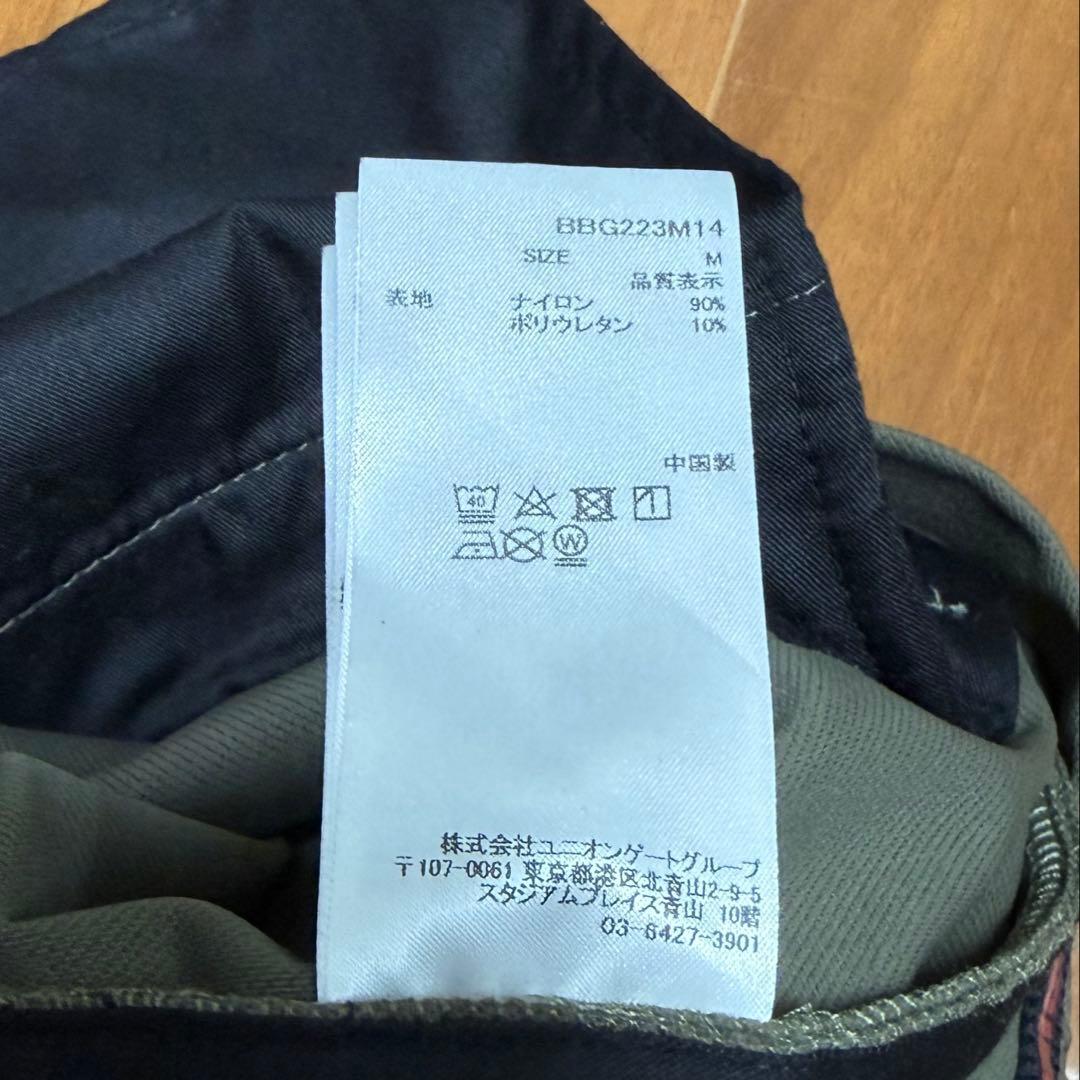 BBG223M14
SIZE M
品質表示
表地 ナイロン 90%
ポリウレタン 10%
中国製
40
W
株式会社ユニオンゲートグループ
〒107-0061 東京都港区北青山2-9-5
スタジアムプレイス青山 10階
03-6427-3901